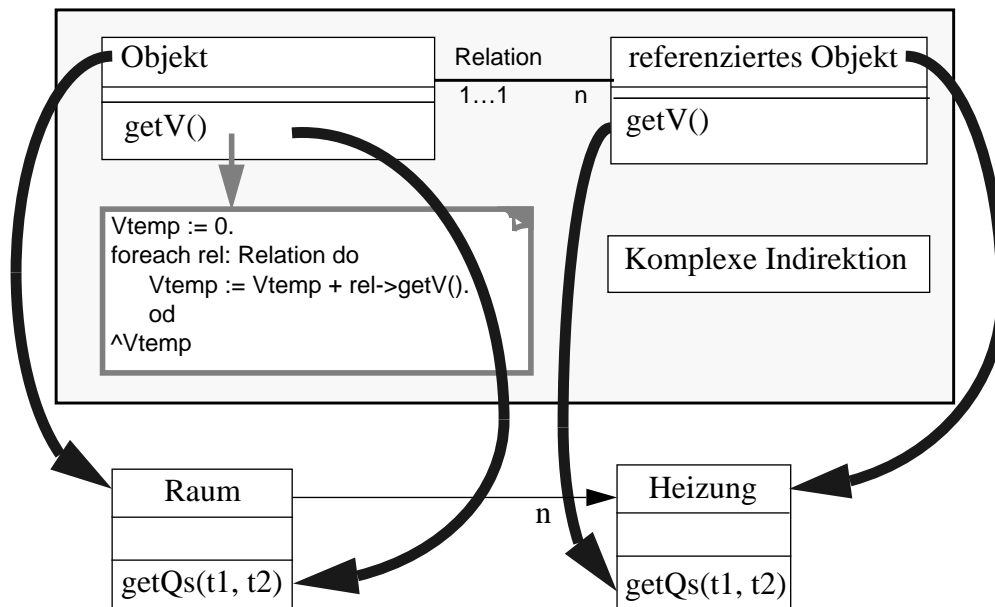 Objekt
Relation
referenziertes Objekt
1...1
n
getV()
getV()
Vtemp := 0.
foreach rel: Relation do
Vtemp := Vtemp + rel->getV().
od
^Vtemp
Komplexe Indirektion
Raum
n
Heizung
getQs(t1, t2)
getQs(t1, t2)